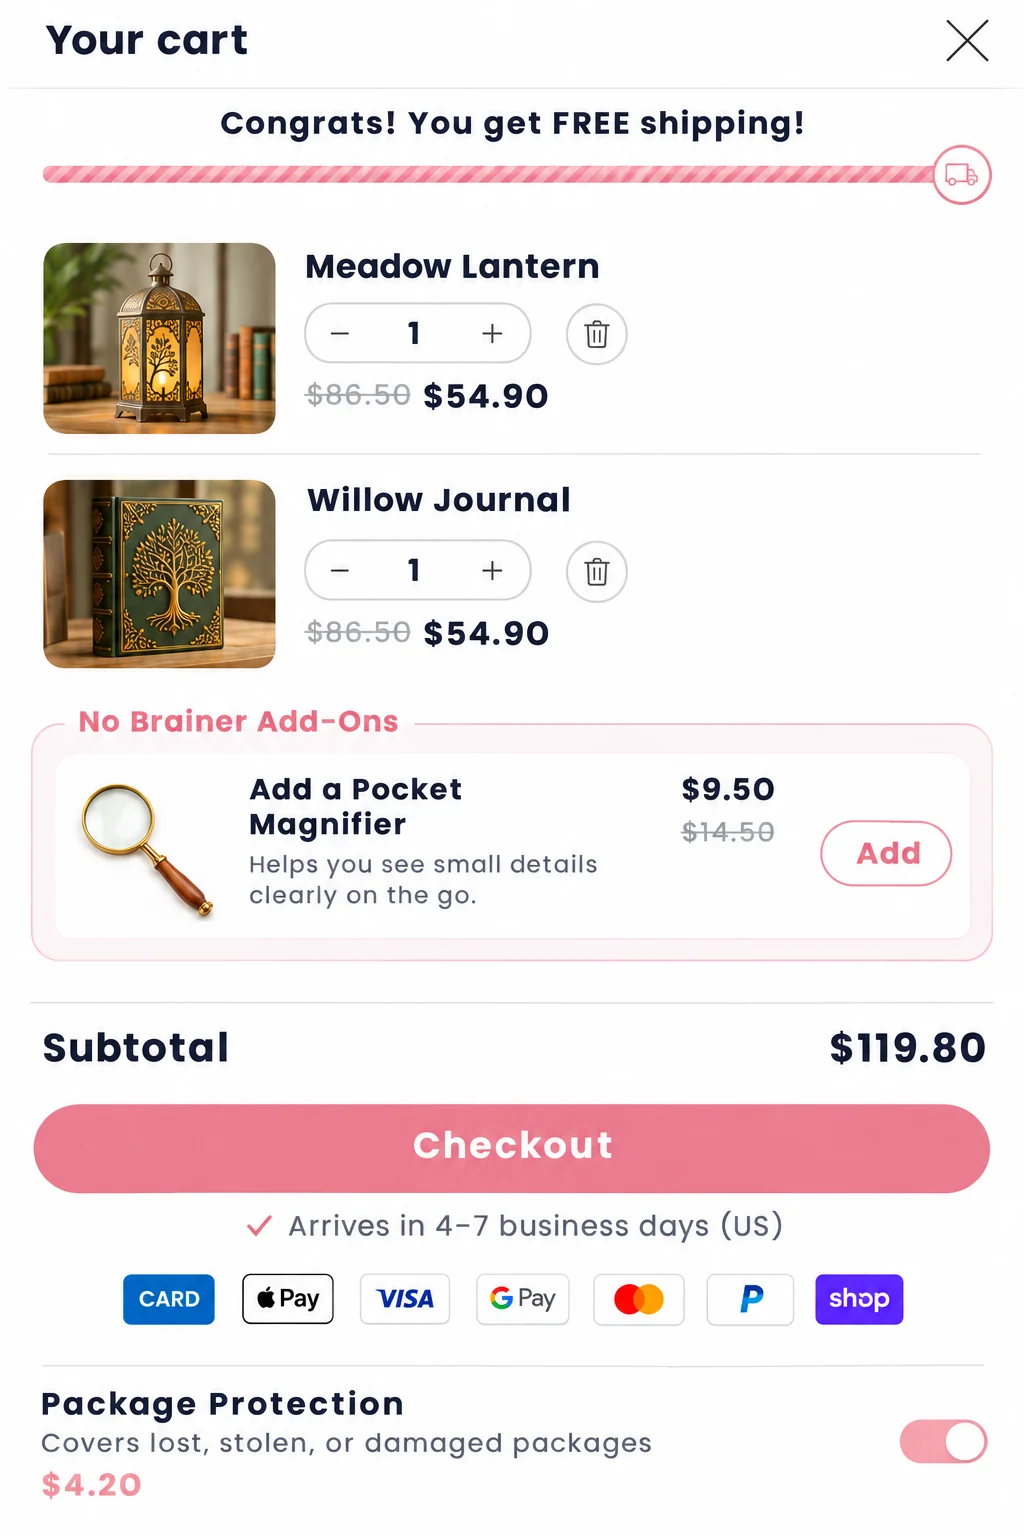 Your cart
Congrats! You get FREE shipping!
Meadow Lantern
− 1 +
$86.50 $54.90
Willow Journal
− 1 +
$86.50 $54.90
No Brainer Add-Ons
Add a Pocket
Magnifier
Helps you see small details
clearly on the go.
$9.50
$14.50
Add
Subtotal $119.80
Checkout
Arrives in 4–7 business days (US)
CARD Pay VISA G Pay P shop
Package Protection
Covers lost, stolen, or damaged packages
$4.20